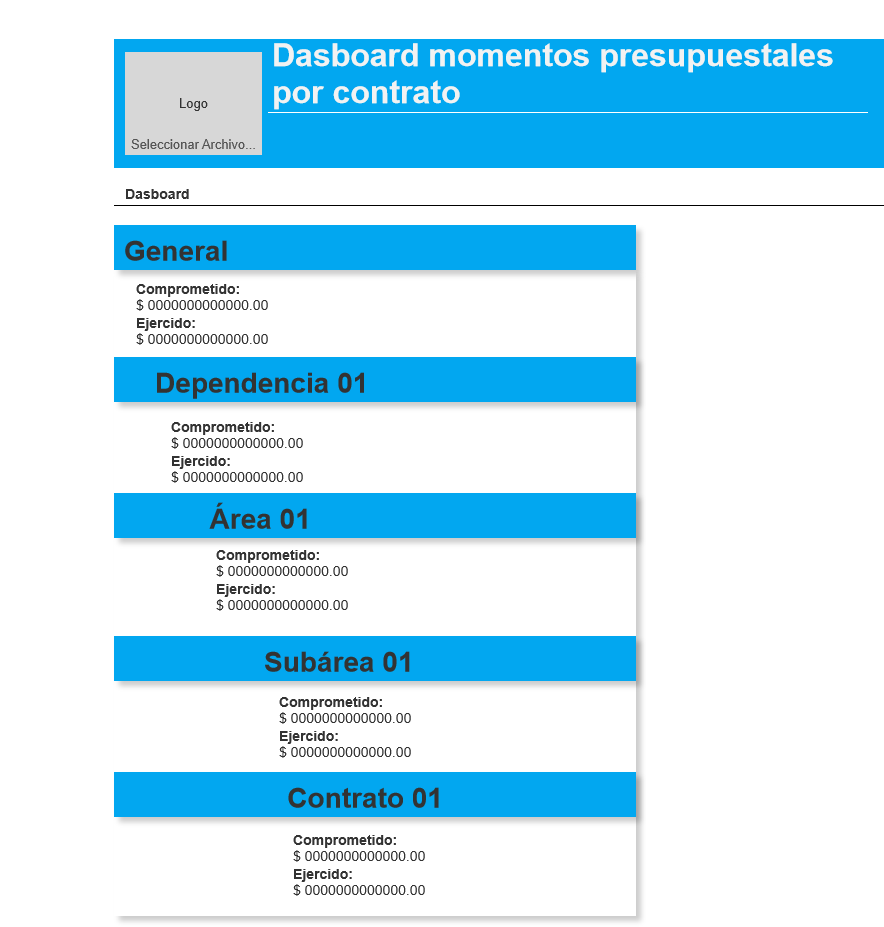 Dasboard momentos presupuestales
por contrato
Logo
Seleccionar Archivo...
Dasboard
General
Comprometido:
$ 0000000000000.00
Ejercido:
$ 0000000000000.00
Dependencia 01
Comprometido:
$ 0000000000000.00
Ejercido:
$ 0000000000000.00
Área 01
Comprometido:
$ 0000000000000.00
Ejercido:
$ 0000000000000.00
Subárea 01
Comprometido:
$ 0000000000000.00
Ejercido:
$ 0000000000000.00
Contrato 01
Comprometido:
$ 0000000000000.00
Ejercido:
$ 0000000000000.00